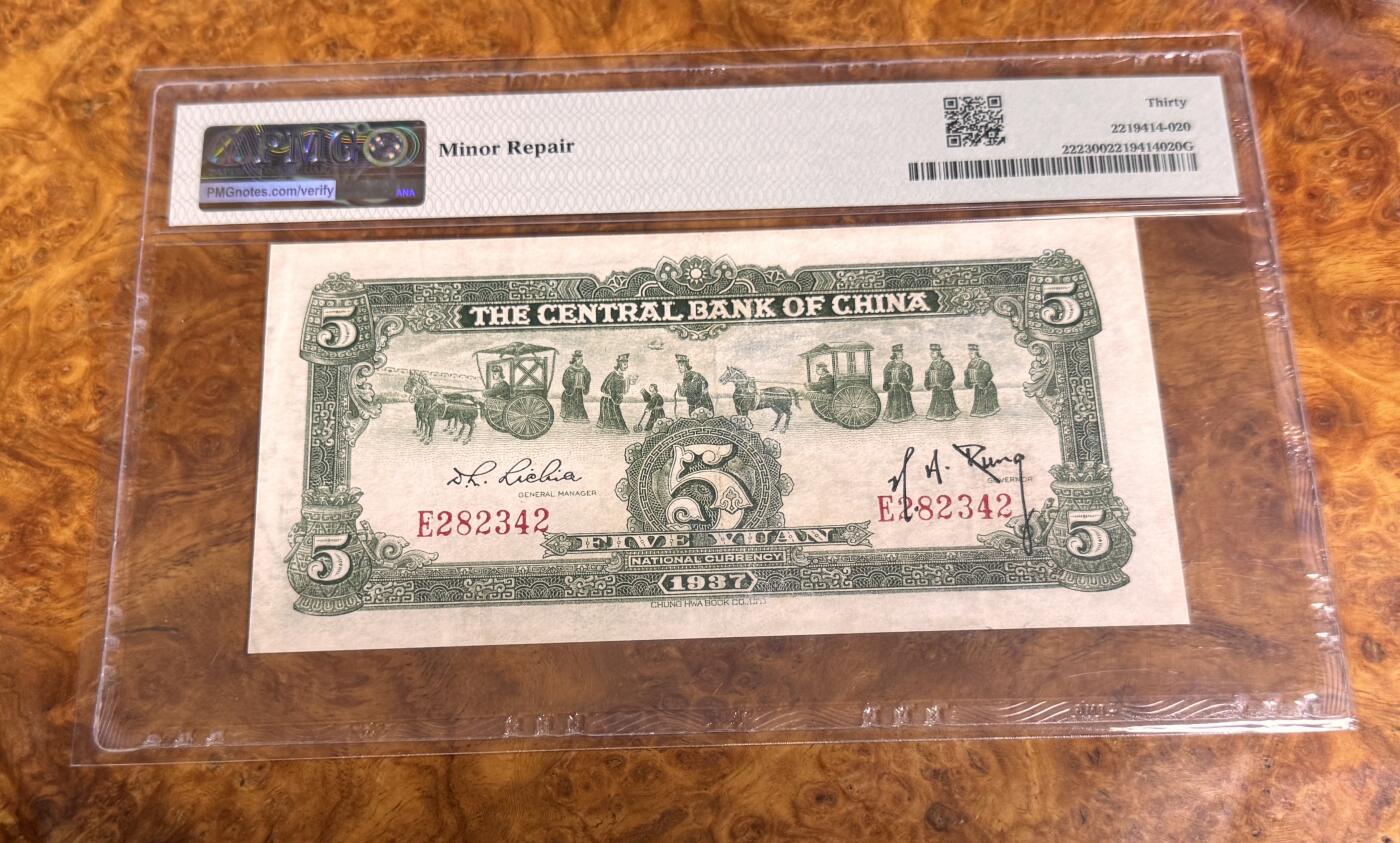 PMG
PMGnotes.com/verify
ANA
Minor Repair
Thirty
2219414-020
2223002219414020G
5
5
THE CENTRAL BANK OF CHINA
D.L. Lichia
GENERAL MANAGER
H. H. Kung
GOVERNOR
E282342
5
E282342
FIVE YUAN
NATIONAL CURRENCY
5
1937
5
CHUNG HWA BOOK CO., LTD.